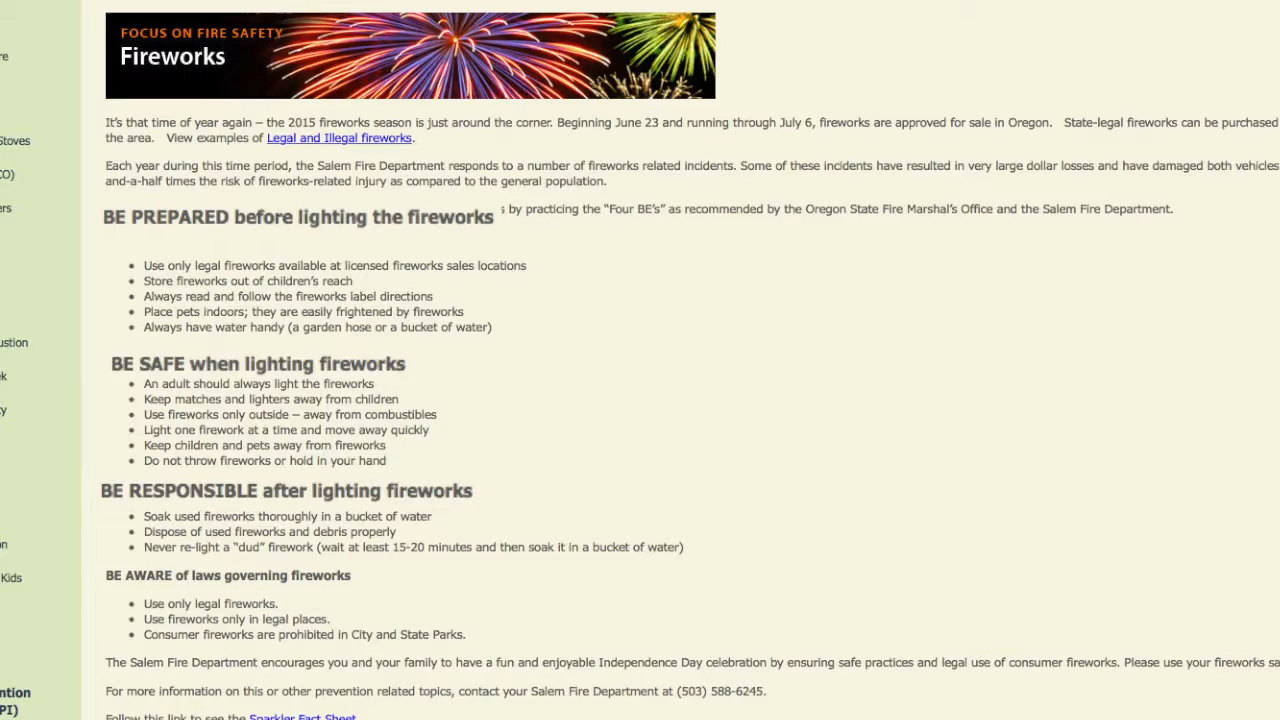 FOCUS ON FIRE SAFETY
Fireworks
re
Stoves
CO)
ers
ustion
ek
ty
on
Kids
ntion
PI)
It's that time of year again – the 2015 fireworks season is just around the corner. Beginning June 23 and running through July 6, fireworks are approved for sale in Oregon. State-legal fireworks can be purchased
the area. View examples of Legal and Illegal fireworks.
Each year during this time period, the Salem Fire Department responds to a number of fireworks related incidents. Some of these incidents have resulted in very large dollar losses and have damaged both vehicles
and-a-half times the risk of fireworks-related injury as compared to the general population.
BE PREPARED before lighting the fireworks
s by practicing the “Four BE’s” as recommended by the Oregon State Fire Marshal’s Office and the Salem Fire Department.
• Use only legal fireworks available at licensed fireworks sales locations
• Store fireworks out of children’s reach
• Always read and follow the fireworks label directions
• Place pets indoors; they are easily frightened by fireworks
• Always have water handy (a garden hose or a bucket of water)
BE SAFE when lighting fireworks
• An adult should always light the fireworks
• Keep matches and lighters away from children
• Use fireworks only outside – away from combustibles
• Light one firework at a time and move away quickly
• Keep children and pets away from fireworks
• Do not throw fireworks or hold in your hand
BE RESPONSIBLE after lighting fireworks
• Soak used fireworks thoroughly in a bucket of water
• Dispose of used fireworks and debris properly
• Never re-light a “dud” firework (wait at least 15-20 minutes and then soak it in a bucket of water)
BE AWARE of laws governing fireworks
• Use only legal fireworks.
• Use fireworks only in legal places.
• Consumer fireworks are prohibited in City and State Parks.
The Salem Fire Department encourages you and your family to have a fun and enjoyable Independence Day celebration by ensuring safe practices and legal use of consumer fireworks. Please use your fireworks sa
For more information on this or other prevention related topics, contact your Salem Fire Department at (503) 588-6245.
Follow this link to see the Sparkler Fact Sheet